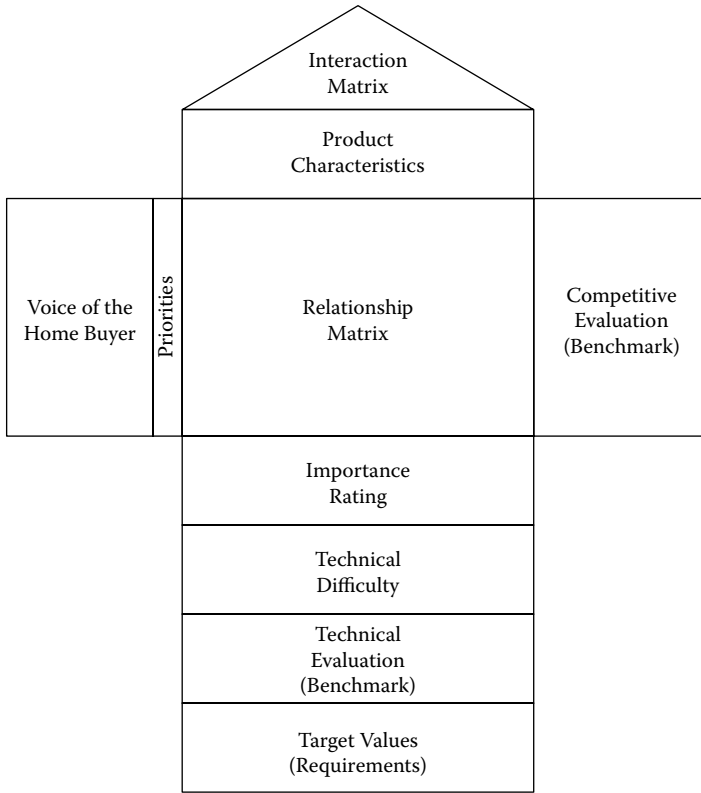 Interaction
Matrix
Product
Characteristics
Voice of the
Home Buyer
Priorities
Relationship
Matrix
Competitive
Evaluation
(Benchmark)
Importance
Rating
Technical
Difficulty
Technical
Evaluation
(Benchmark)
Target Values
(Requirements)